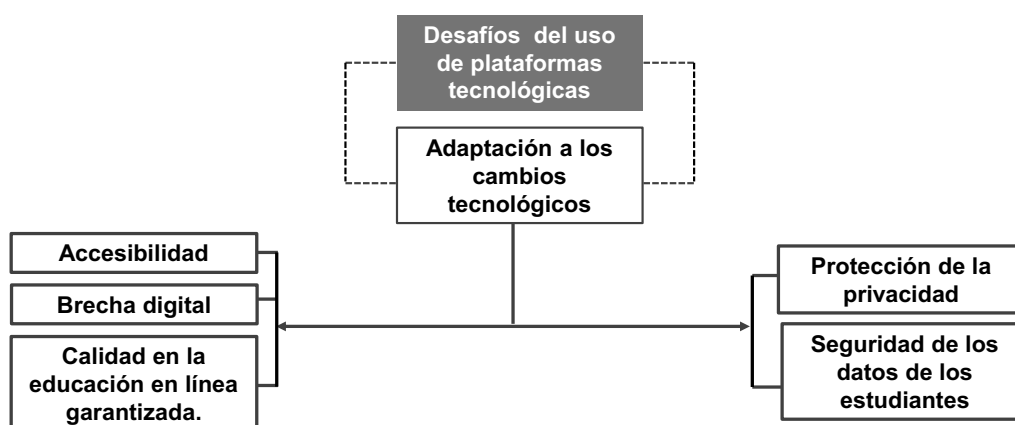 Desafíos del uso
de plataformas
tecnológicas
Adaptación a los
cambios
tecnológicos
Accesibilidad
Brecha digital
Calidad en la
educación en línea
garantizada.
Protección de la
privacidad
Seguridad de los
datos de los
estudiantes